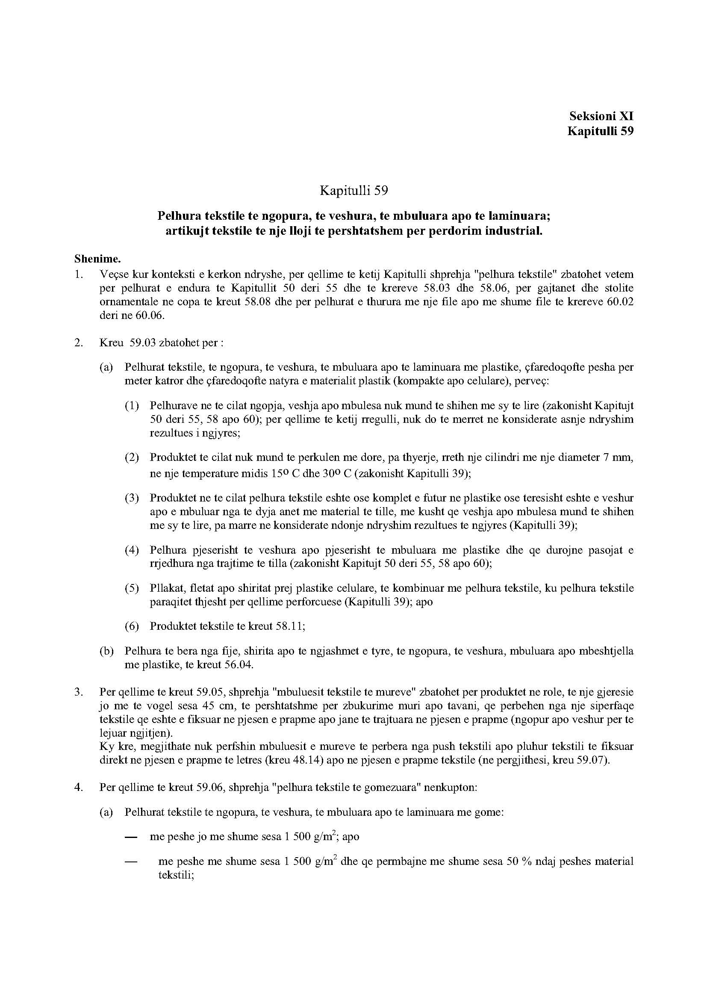 Seksioni XI
Kapitulli 59
Kapitulli 59
Pelhura tekstile te ngopura, te veshura, te mbuluara apo te laminuara;
artikujt tekstile te nje lloji te pershtatshem per perdorim industrial.
Shenime.
1. Veçse kur konteksti e kerkon ndryshe, per qellime te ketij Kapitulli shprehja "pelhura tekstile" zbatohet vetem
per pelhurat e endura te Kapitullit 50 deri 55 dhe te krereve 58.03 dhe 58.06, per gajtanet dhe stolite
ornamentale ne copa te kreut 58.08 dhe per pelhurat e thurura me nje file apo me shume file te krereve 60.02
deri ne 60.06.
2. Kreu 59.03 zbatohet per :
(a) Pelhurat tekstile, te ngopura, te veshura, te mbuluara apo te laminuara me plastike, çfaredoqofte pesha per
meter katror dhe çfaredoqofte natyra e materialit plastik (kompakte apo celulare), perveç:
(1) Pelhurave ne te cilat ngopja, veshja apo mbulesa nuk mund te shihen me sy te lire (zakonisht Kapitujt
50 deri 55, 58 apo 60); per qellime te ketij rregulli, nuk do te merret ne konsiderate asnje ndryshim
rezultues i ngjyres;
(2) Produktet te cilat nuk mund te perkulen me dore, pa thyerje, rreth nje cilindri me nje diameter 7 mm,
ne nje temperature midis 15º C dhe 30º C (zakonisht Kapitulli 39);
(3) Produktet ne te cilat pelhura tekstile eshte ose komplet e futur ne plastike ose teresisht eshte e veshur
apo e mbuluar nga te dyja anet me material te tille, me kusht qe veshja apo mbulesa mund te shihen
me sy te lire, pa marre ne konsiderate ndonje ndryshim rezultues te ngjyres (Kapitulli 39);
(4) Pelhura pjeserisht te veshura apo pjeserisht te mbuluara me plastike dhe qe durojne pasojat e
rrjedhura nga trajtime te tilla (zakonisht Kapitujt 50 deri 55, 58 apo 60);
(5) Pllakat, fletat apo shiritat prej plastike celulare, te kombinuar me pelhura tekstile, ku pelhura tekstile
paraqitet thjesht per qellime perforcuese (Kapitulli 39); apo
(6) Produktet tekstile te kreut 58.11;
(b) Pelhura te bera nga fije, shirita apo te ngjashmet e tyre, te ngopura, te veshura, mbuluara apo mbeshtjella
me plastike, te kreut 56.04.
3. Per qellime te kreut 59.05, shprehja "mbuluesit tekstile te mureve" zbatohet per produktet ne role, te nje gjeresie
jo me te vogel sesa 45 cm, te pershtatshme per zbukurime muri apo tavani, qe perbehen nga nje siperfaqe
tekstile qe eshte e fiksuar ne pjesen e prapme apo jane te trajtuara ne pjesen e prapme (ngopur apo veshur per te
lejuar ngjitjen).
Ky kre, megjithate nuk perfshin mbuluesit e mureve te perbera nga push tekstili apo pluhur tekstili te fiksuar
direkt ne pjesen e prapme te letres (kreu 48.14) apo ne pjesen e prapme tekstile (ne pergjithesi, kreu 59.07).
4. Per qellime te kreut 59.06, shprehja "pelhura tekstile te gomezuara" nenkupton:
(a) Pelhurat tekstile te ngopura, te veshura, te mbuluara apo te laminuara me gome:
— me peshe jo me shume sesa 1 500 g/m²; apo
— me peshe me shume sesa 1 500 g/m² dhe qe permbajne me shume sesa 50 % ndaj peshes material
tekstili;